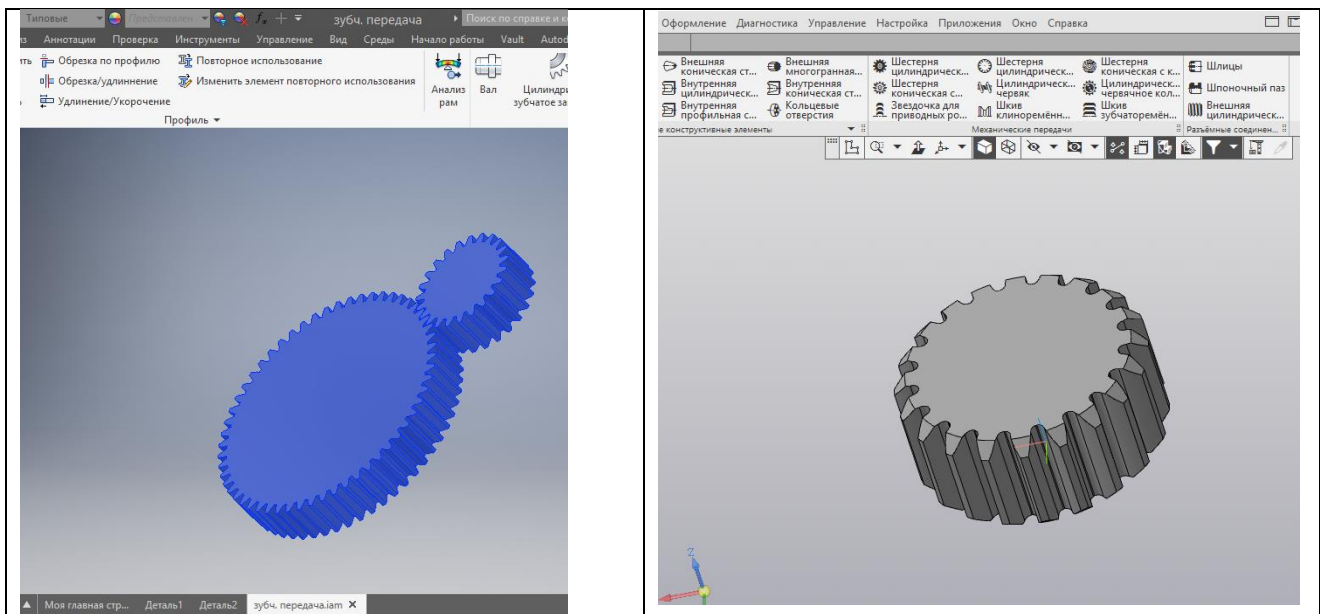 Типовые зубч. передача Поиск по справке и к
Аннотации Проверка Инструменты Управление Вид Среды Начало работы Vault Autod
Обрезка по профилю Повторное использование
Обрезка/удлиннение Изменить элемент повторного использования
Удлинение/Укорочение
Анализ рам
Вал
Цилиндри
зубчатое за
Профиль
Моя главная стр... Деталь1 Деталь2 зубч. передача.iam X
Оформление Диагностика Управление Настройка Приложения Окно Справка
Внешняя коническая ст...
Внутренняя цилиндрическ...
Внутренняя профильная с...
Внешняя многогранная...
Внутренняя коническая ст...
Кольцевые отверстия
Шестерня цилиндрическ...
Шестерня коническая с...
Звездочка для приводных ро...
Шестерня цилиндрическ...
Цилиндрическ... червяк
Шкив клиноремённ...
Шестерня коническая с к...
Цилиндрическ... червячное кол...
Шкив зубчаторемён...
Шлицы
Шпоночный паз
Внешняя цилиндрическ...
е конструктивные элементы Механические передачи Разъёмные соединен...
Z